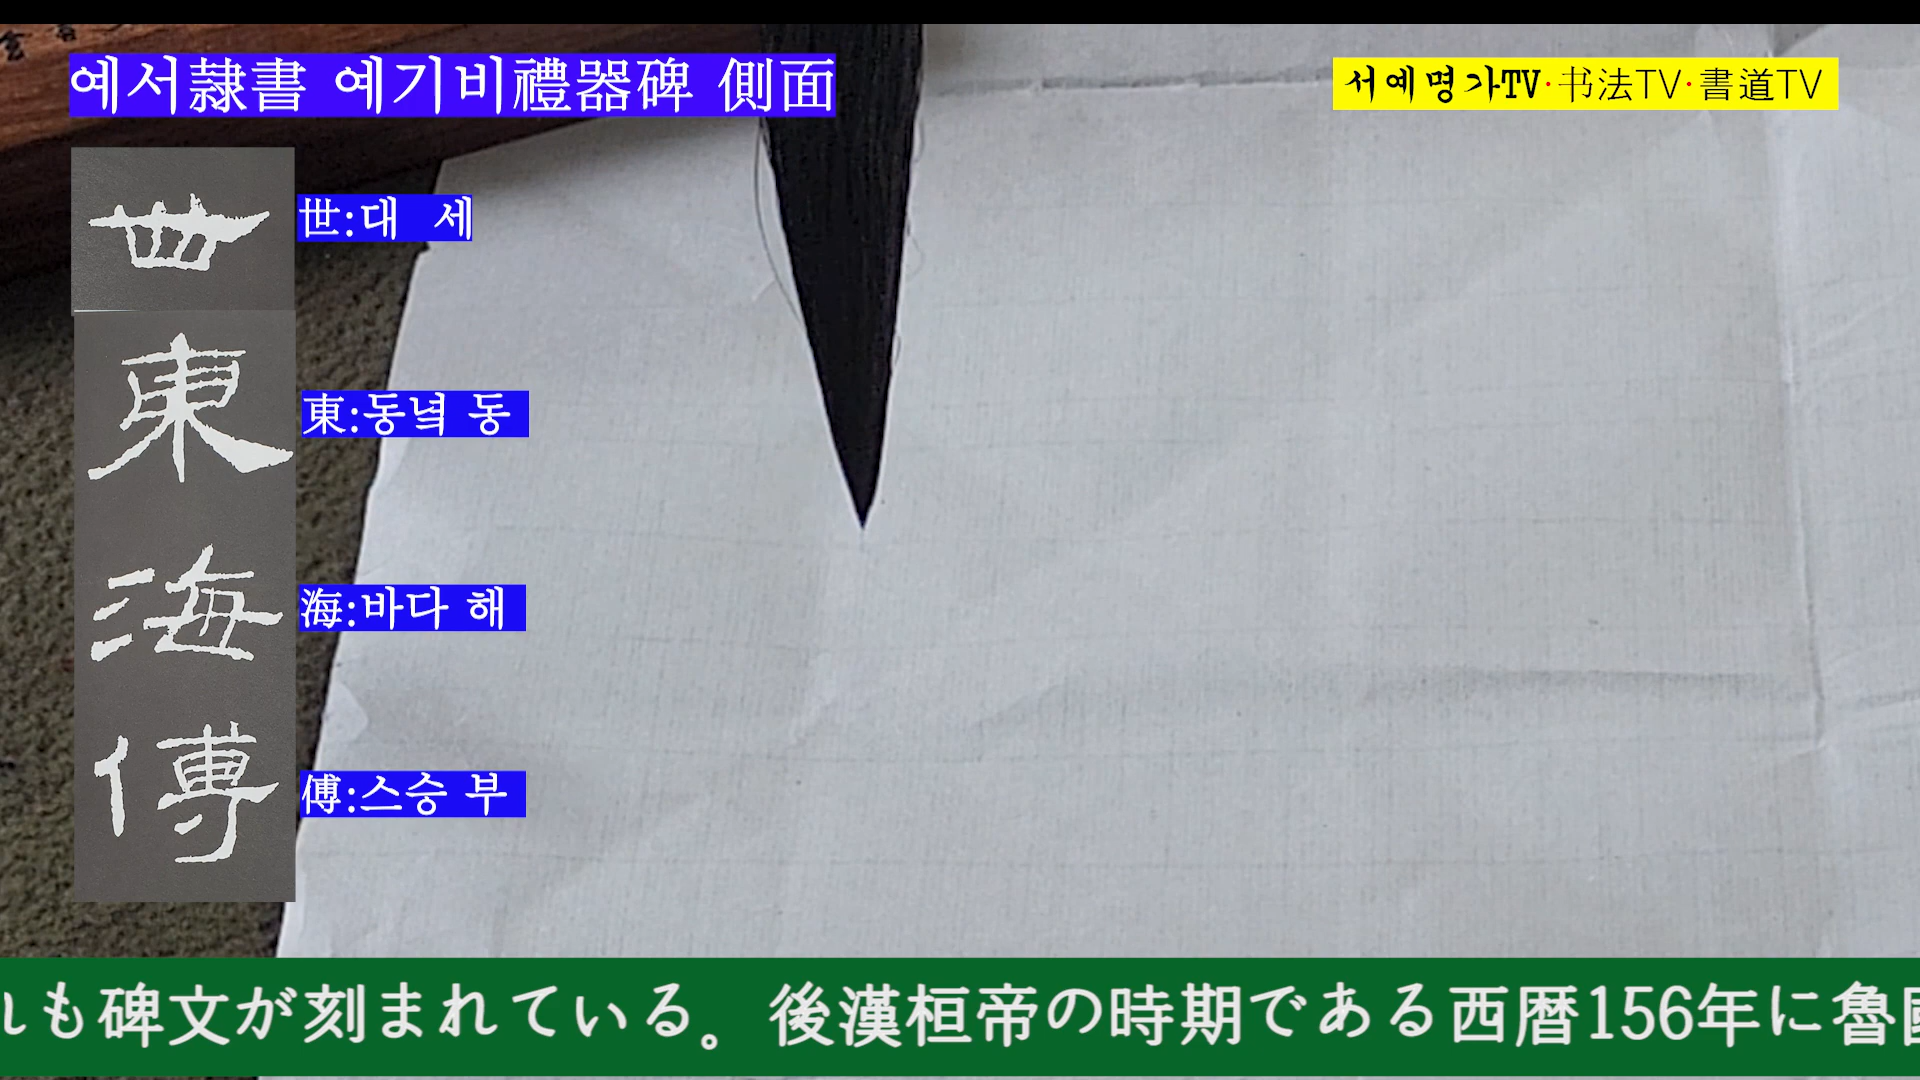 예서隷書 예기비禮器碑 側面
서예명가TV·书法TV·書道TV
世
世:대 세
東
東:동녘 동
海
海:바다 해
傅
傅:스승 부
れも碑文が刻まれている。後漢桓帝の時期である西暦156年に魯國